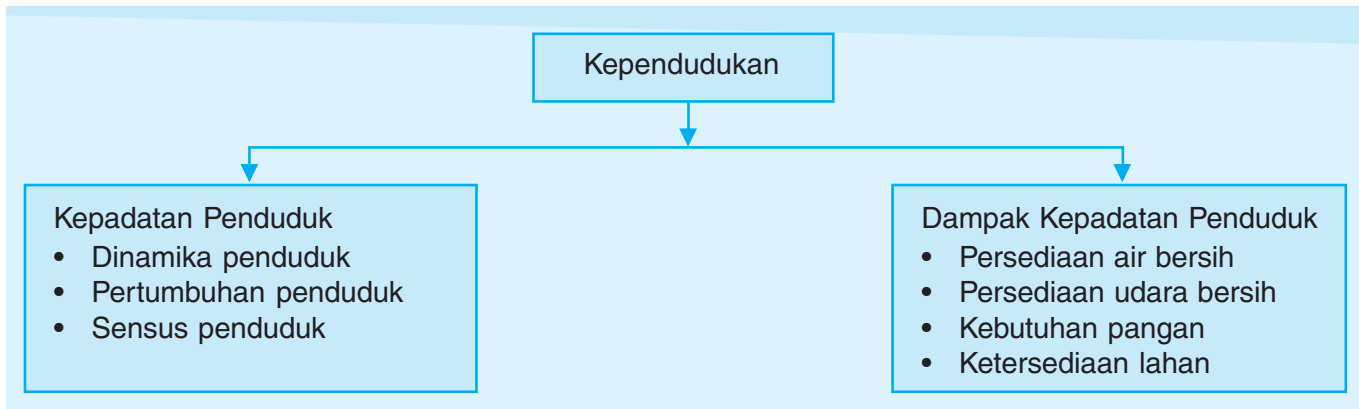 Kependudukan
Kepadatan Penduduk
• Dinamika penduduk
• Pertumbuhan penduduk
• Sensus penduduk
Dampak Kepadatan Penduduk
• Persediaan air bersih
• Persediaan udara bersih
• Kebutuhan pangan
• Ketersediaan lahan